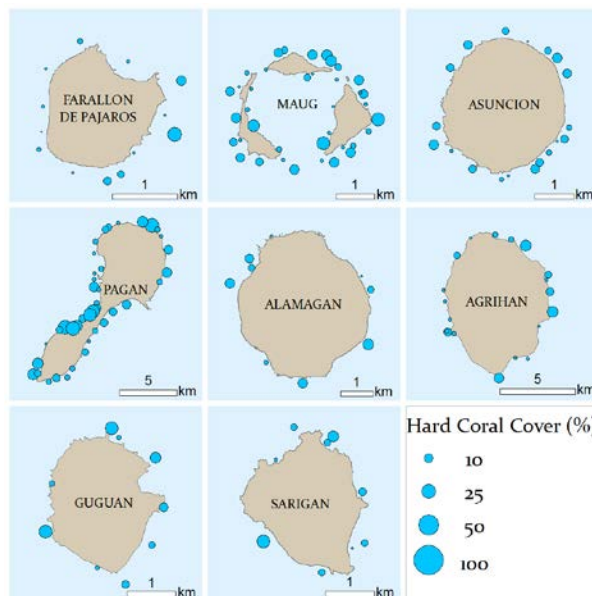 FARALLON
DE PAJAROS
1
km
MAUG
1
km
ASUNCION
1
km
PAGAN
5
km
ALAMAGAN
1
km
AGRIHAN
5
km
GUGUAN
1
km
SARIGAN
1
km
Hard Coral Cover (%)
10
25
50
100